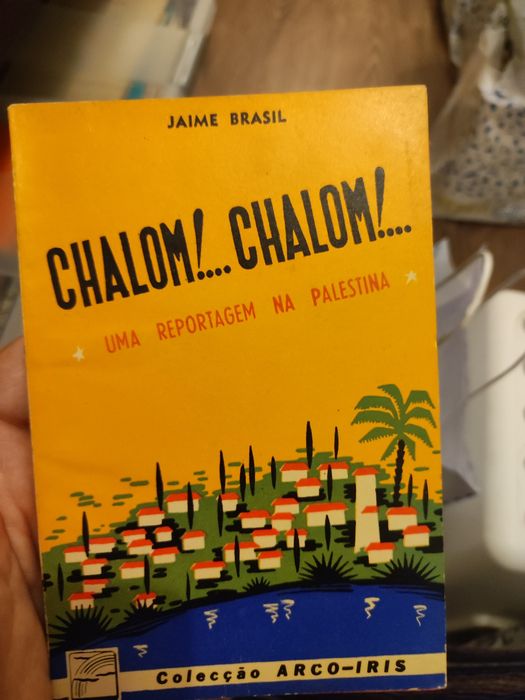 JAIME BRASIL
CHALOM!.... CHALOM!....
UMA REPORTAGEM NA PALESTINA
Colecção ARCO-IRIS